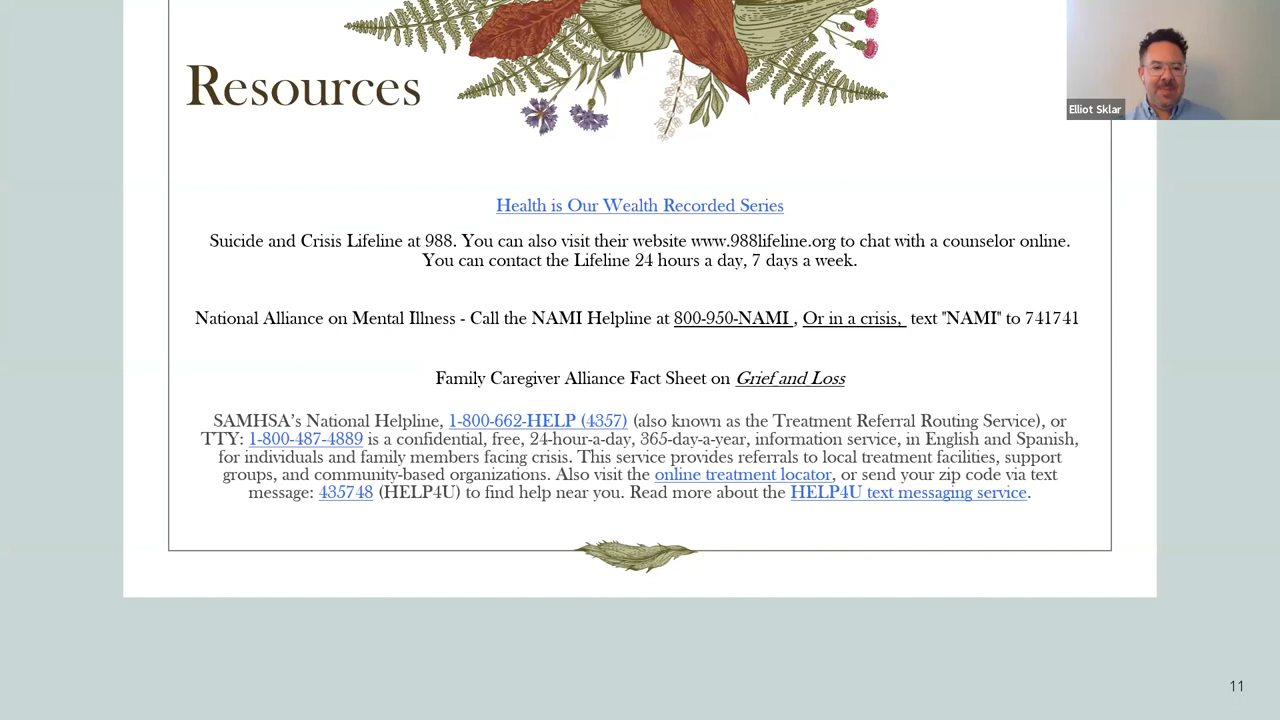 Resources
Elliot Sklar
Health is Our Wealth Recorded Series
Suicide and Crisis Lifeline at 988. You can also visit their website www.988lifeline.org to chat with a counselor online.
You can contact the Lifeline 24 hours a day, 7 days a week.
National Alliance on Mental Illness - Call the NAMI Helpline at 800-950-NAMI , Or in a crisis, text "NAMI" to 741741
Family Caregiver Alliance Fact Sheet on Grief and Loss
SAMHSA's National Helpline, 1-800-662-HELP (4357) (also known as the Treatment Referral Routing Service), or
TTY: 1-800-487-4889 is a confidential, free, 24-hour-a-day, 365-day-a-year, information service, in English and Spanish,
for individuals and family members facing crisis. This service provides referrals to local treatment facilities, support
groups, and community-based organizations. Also visit the online treatment locator, or send your zip code via text
message: 435748 (HELP4U) to find help near you. Read more about the HELP4U text messaging service.
11